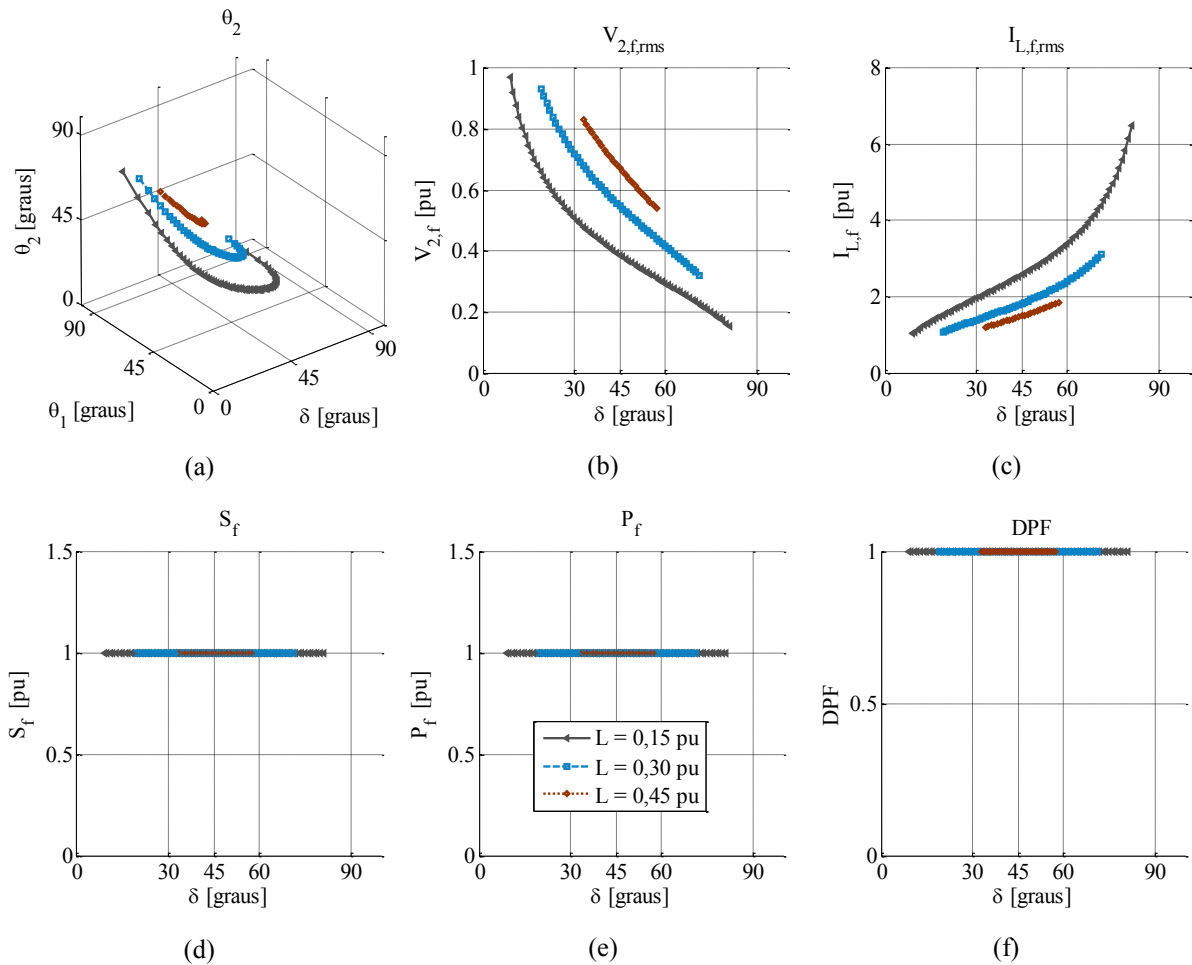 θ2
90
45
0
θ2 [graus]
90
45
0
θ1 [graus]
0
45
90
δ [graus]
(a)
V2,f,rms
1
0.8
0.6
0.4
0.2
0
30
45
60
90
V2,f [pu]
δ [graus]
(b)
IL,f,rms
8
6
4
2
0
0
30
45
60
90
IL,f [pu]
δ [graus]
(c)
Sf
1.5
1
0.5
0
0
30
45
60
90
Sf [pu]
δ [graus]
(d)
Pf
1.5
1
0.5
0
0
30
45
60
90
Pf [pu]
L = 0,15 pu
L = 0,30 pu
L = 0,45 pu
δ [graus]
(e)
DPF
1
0.5
0
0
30
45
60
90
DPF
δ [graus]
(f)